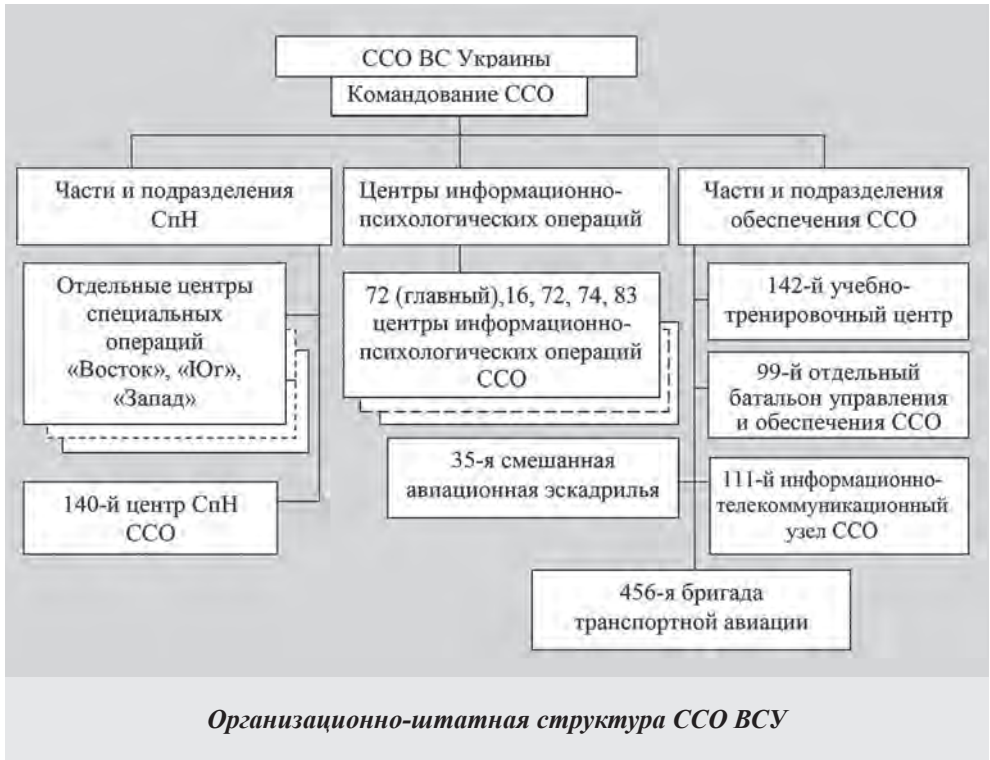 ССО ВС Украины
Командование ССО
Части и подразделения
СпН
Центры информационно-
психологических операций
Части и подразделения
обеспечения ССО
Отдельные центры
специальных
операций
«Восток», «Юг»,
«Запад»
140-й центр СпН
ССО
72 (главный),16, 72, 74, 83
центры информационно-
психологических операций
ССО
35-я смешанная
авиационная эскадрилья
142-й учебно-
тренировочный центр
99-й отдельный
батальон управления
и обеспечения ССО
111-й информационно-
телекоммуникационный
узел ССО
456-я бригада
транспортной авиации
Организационно-штатная структура ССО ВСУ